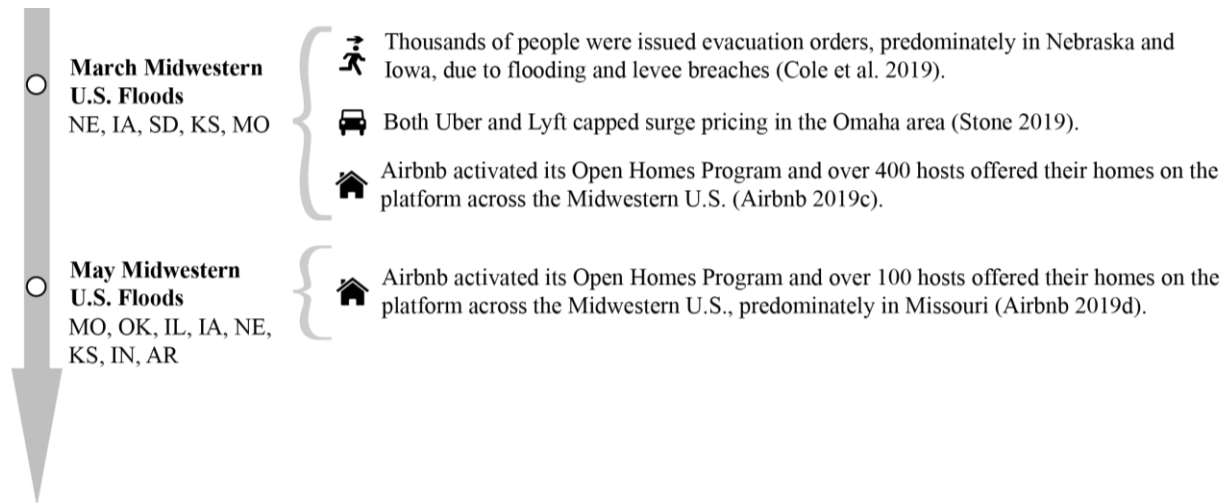 March Midwestern
U.S. Floods
NE, IA, SD, KS, MO
Thousands of people were issued evacuation orders, predominately in Nebraska and
Iowa, due to flooding and levee breaches (Cole et al. 2019).
Both Uber and Lyft capped surge pricing in the Omaha area (Stone 2019).
Airbnb activated its Open Homes Program and over 400 hosts offered their homes on the
platform across the Midwestern U.S. (Airbnb 2019c).
May Midwestern
U.S. Floods
MO, OK, IL, IA, NE,
KS, IN, AR
Airbnb activated its Open Homes Program and over 100 hosts offered their homes on the
platform across the Midwestern U.S., predominately in Missouri (Airbnb 2019d).